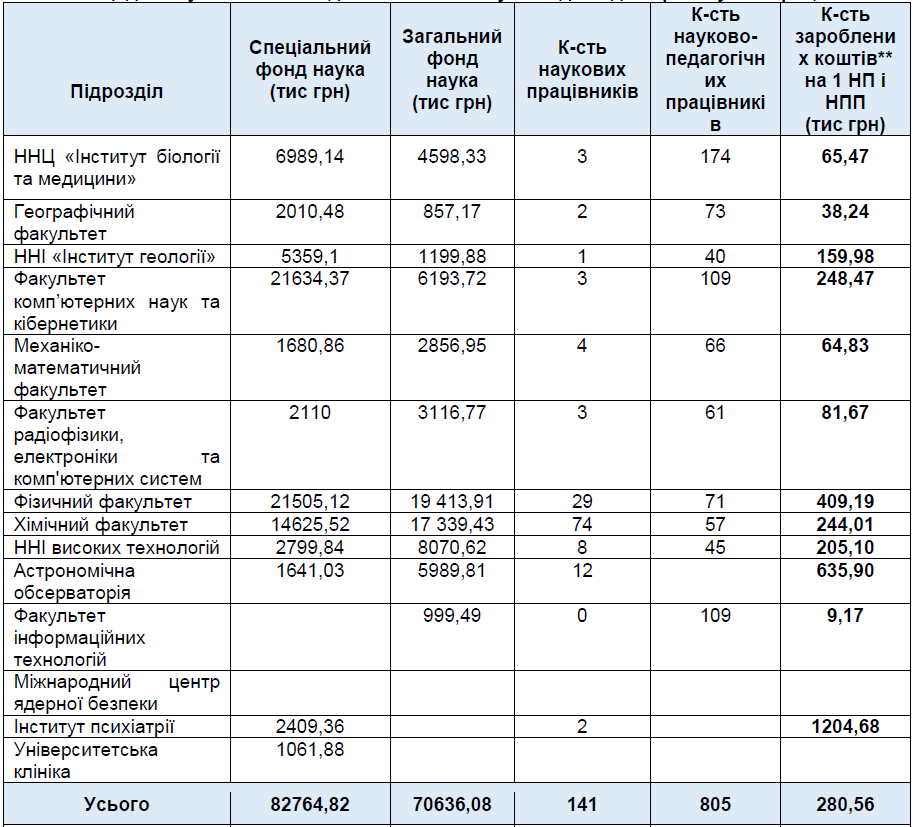 Підрозділ
Спеціальний
фонд наука
(тис грн)
Загальний
фонд
наука
(тис грн)
К-сть
наукових
працівників
К-сть
науково-
педагогічн
их
працівникі
в
К-сть
зароблени
х коштів**
на 1 НП і
НПП
(тис грн)
ННЦ «Інститут біології 6989,14 4598,33 3 174 65,47
та медицини»
Географічний 2010,48 857,17 2 73 38,24
факультет
ННІ «Інститут геології» 5359,1 1199,88 1 40 159,98
Факультет 21634,37 6193,72 3 109 248,47
комп’ютерних наук та
кібернетики
Механіко- 1680,86 2856,95 4 66 64,83
математичний
факультет
Факультет 2110 3116,77 3 61 81,67
радіофізики,
електроніки та
комп'ютерних систем
Фізичний факультет 21505,12 19 413,91 29 71 409,19
Хімічний факультет 14625,52 17 339,43 74 57 244,01
ННІ високих технологій 2799,84 8070,62 8 45 205,10
Астрономічна 1641,03 5989,81 12 635,90
обсерваторія
Факультет 999,49 0 109 9,17
інформаційних
технологій
Міжнародний центр
ядерної безпеки
Інститут психіатрії 2409,36 2 1204,68
Університетська 1061,88
клініка
Усього 82764,82 70636,08 141 805 280,56